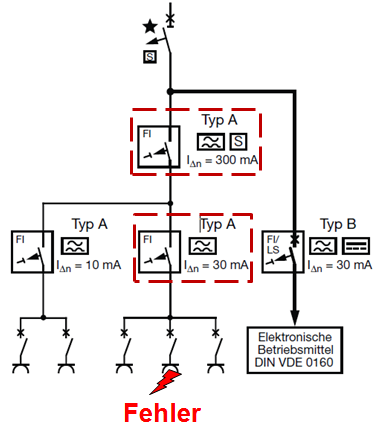 S
Typ A
FI
S
IΔn = 300 mA
Typ A
FI
IΔn = 10 mA
Typ A
FI
IΔn = 30 mA
Typ B
FI/
LS
IΔn = 30 mA
Elektronische
Betriebsmittel
DIN VDE 0160
Fehler